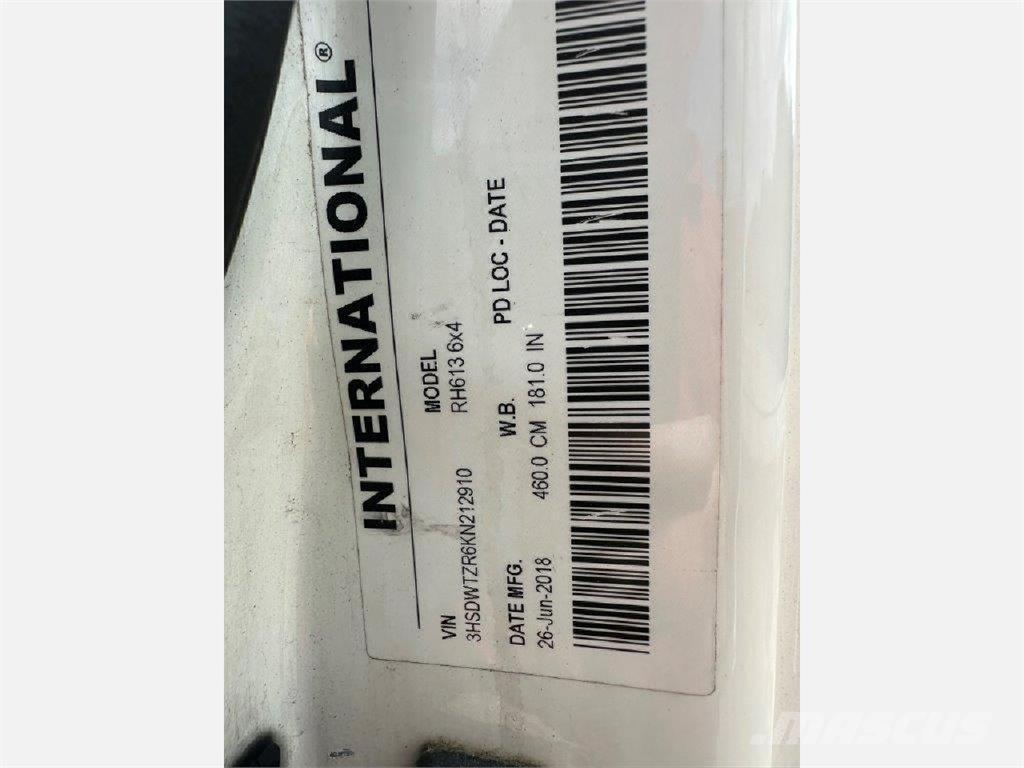 INTERNATIONAL®
VIN MODEL
3HSDWTZR6KN212910 RH613 6x4
DATE MFG. W.B. PD LOC - DATE
26-Jun-2018 460.0 CM 181.0 IN
MASCUS